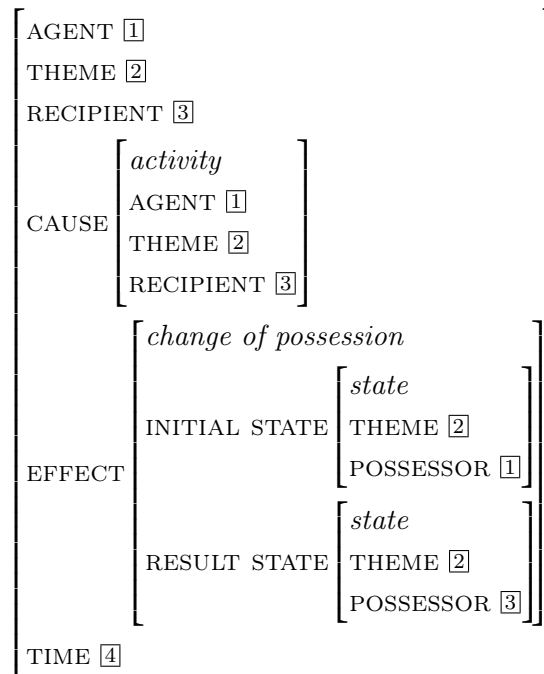 AGENT 1
THEME 2
RECIPIENT 3
CAUSE
activity
AGENT 1
THEME 2
RECIPIENT 3
EFFECT
change of possession
INITIAL STATE
state
THEME 2
POSSESSOR 1
RESULT STATE
state
THEME 2
POSSESSOR 3
TIME 4